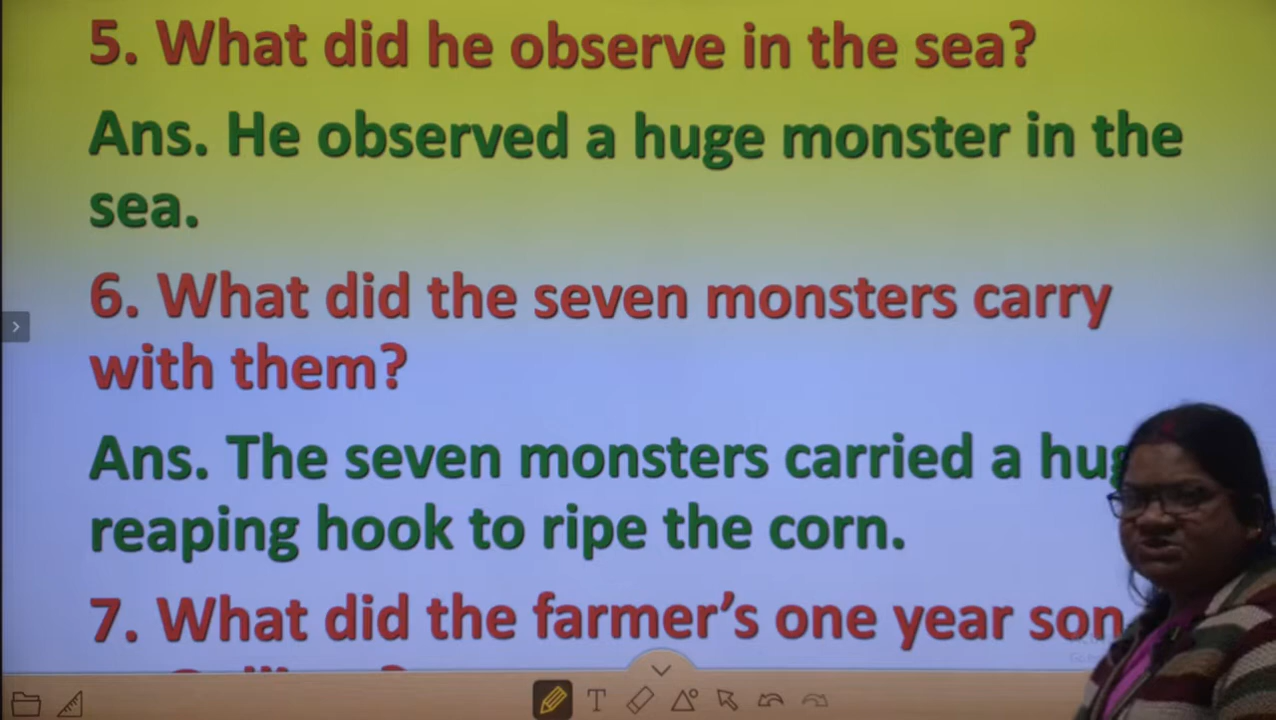 5. What did he observe in the sea?
Ans. He observed a huge monster in the
sea.
6. What did the seven monsters carry
with them?
Ans. The seven monsters carried a
reaping hook to ripe the corn.
7. What did the farmer's one year son
T